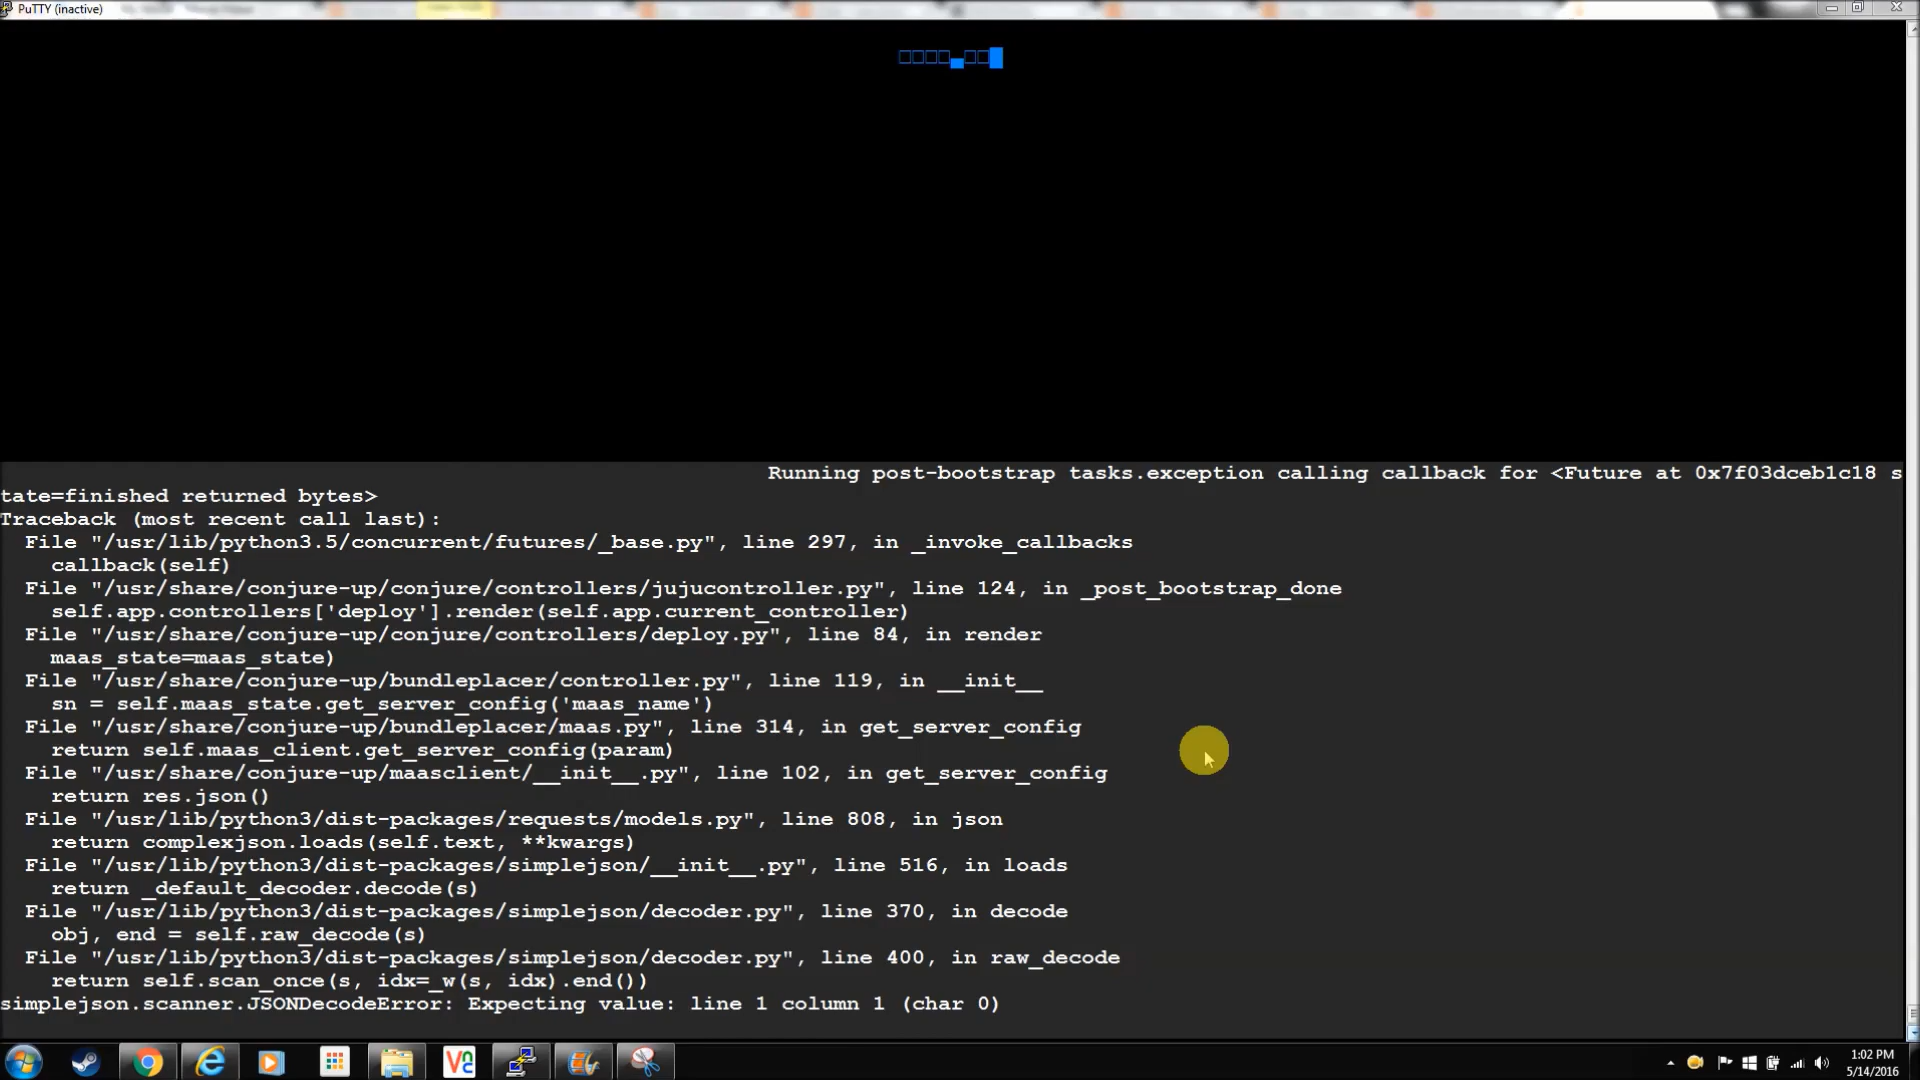 PuTTY (inactive)
Running post-bootstrap tasks.exception calling callback for <Future at 0x7f03dceb1c18 s
tate=finished returned bytes>
Traceback (most recent call last):
  File "/usr/lib/python3.5/concurrent/futures/_base.py", line 297, in _invoke_callbacks
    callback(self)
  File "/usr/share/conjure-up/conjure/controllers/jujucontroller.py", line 124, in _post_bootstrap_done
    self.app.controllers['deploy'].render(self.app.current_controller)
  File "/usr/share/conjure-up/conjure/controllers/deploy.py", line 84, in render
    maas_state=maas_state)
  File "/usr/share/conjure-up/bundleplacer/controller.py", line 119, in __init__
    sn = self.maas_state.get_server_config('maas_name')
  File "/usr/share/conjure-up/bundleplacer/maas.py", line 314, in get_server_config
    return self.maas_client.get_server_config(param)
  File "/usr/share/conjure-up/maasclient/__init__.py", line 102, in get_server_config
    return res.json()
  File "/usr/lib/python3/dist-packages/requests/models.py", line 808, in json
    return complexjson.loads(self.text, **kwargs)
  File "/usr/lib/python3/dist-packages/simplejson/__init__.py", line 516, in loads
    return _default_decoder.decode(s)
  File "/usr/lib/python3/dist-packages/simplejson/decoder.py", line 370, in decode
    obj, end = self.raw_decode(s)
  File "/usr/lib/python3/dist-packages/simplejson/decoder.py", line 400, in raw_decode
    return self.scan_once(s, idx=_w(s, idx).end())
simplejson.scanner.JSONDecodeError: Expecting value: line 1 column 1 (char 0)
1:02 PM
5/14/2016